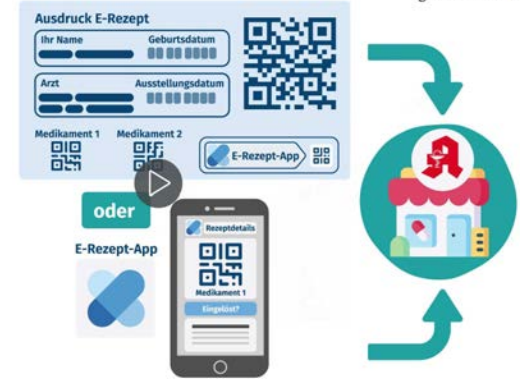 Ausdruck E-Rezept
Ihr Name Geburtsdatum
Arzt Ausstellungsdatum
Medikament 1 Medikament 2
E-Rezept-App
oder
E-Rezept-App
Rezeptdetails
Medikament 1
Eingelöst?